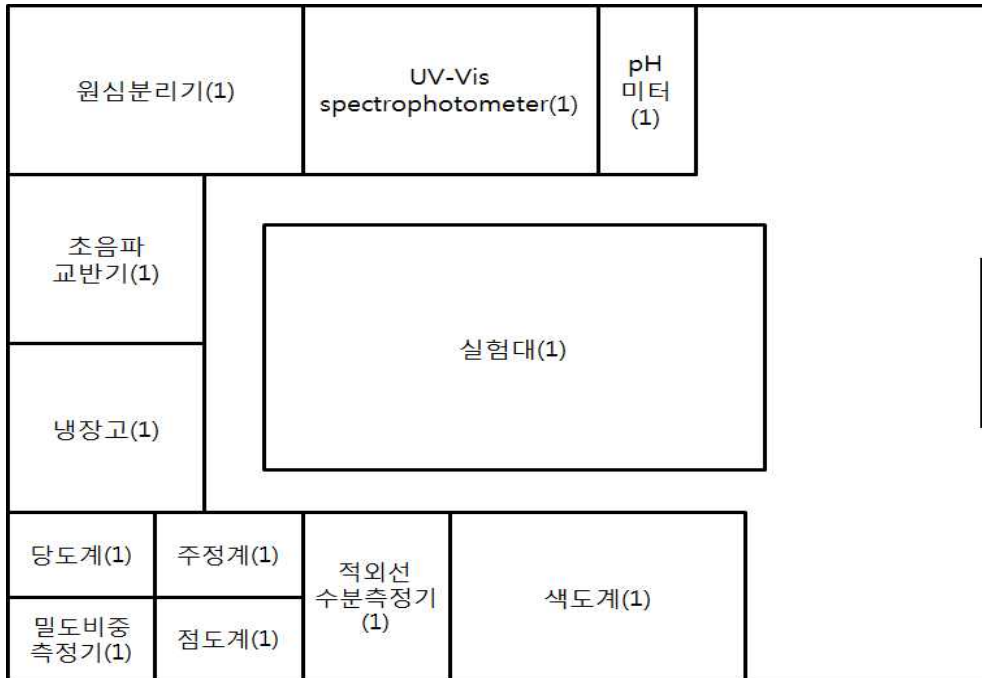 원심분리기(1)
UV-Vis
spectrophotometer(1)
pH
미터
(1)
초음파
교반기(1)
실험대(1)
냉장고(1)
당도계(1)
주정계(1)
적외선
수분측정기
(1)
색도계(1)
밀도비중
측정기(1)
점도계(1)